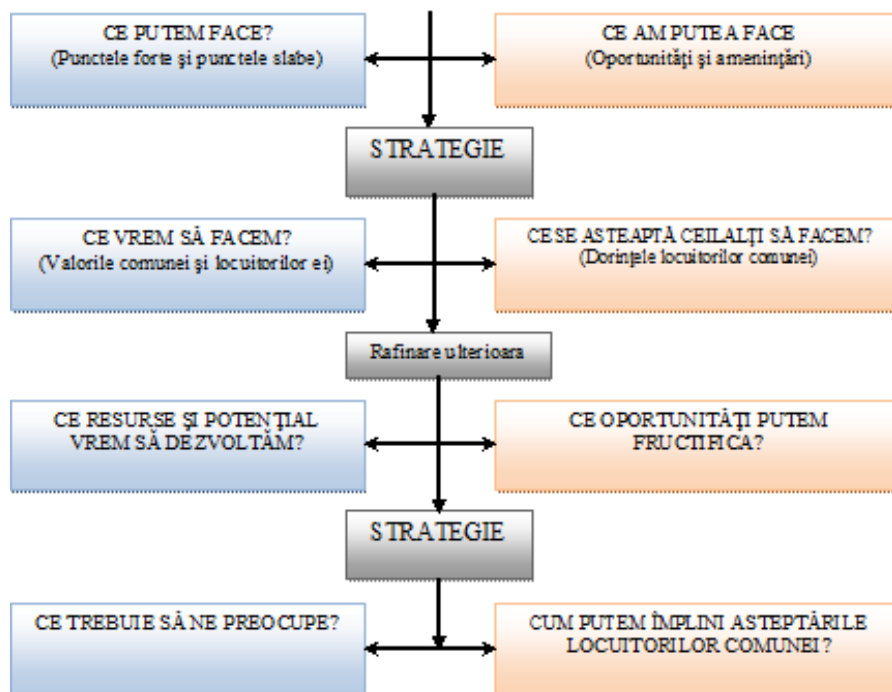 CE PUTEM FACE?
(Punctele forte şi punctele slabe)
CE AM PUTEA FACE
(Oportunităţi şi ameninţări)
STRATEGIE
CE VREM SĂ FACEM?
(Valorile comunei şi locuitorilor ei)
CE SE ASTEAPTĂ CEILALŢI SĂ FACEM?
(Dorinţele locuitorilor comunei)
Rafinare ulterioara
CE RESURSE ŞI POTENŢIAL
VREM SĂ DEZVOLTĂM?
CE OPORTUNITĂŢI PUTEM
FRUCTIFICA?
STRATEGIE
CE TREBUIE SĂ NE PREOCUPE?
CUM PUTEM ÎMPLINI ASTEPTĂRILE
LOCUITORILOR COMUNEI?